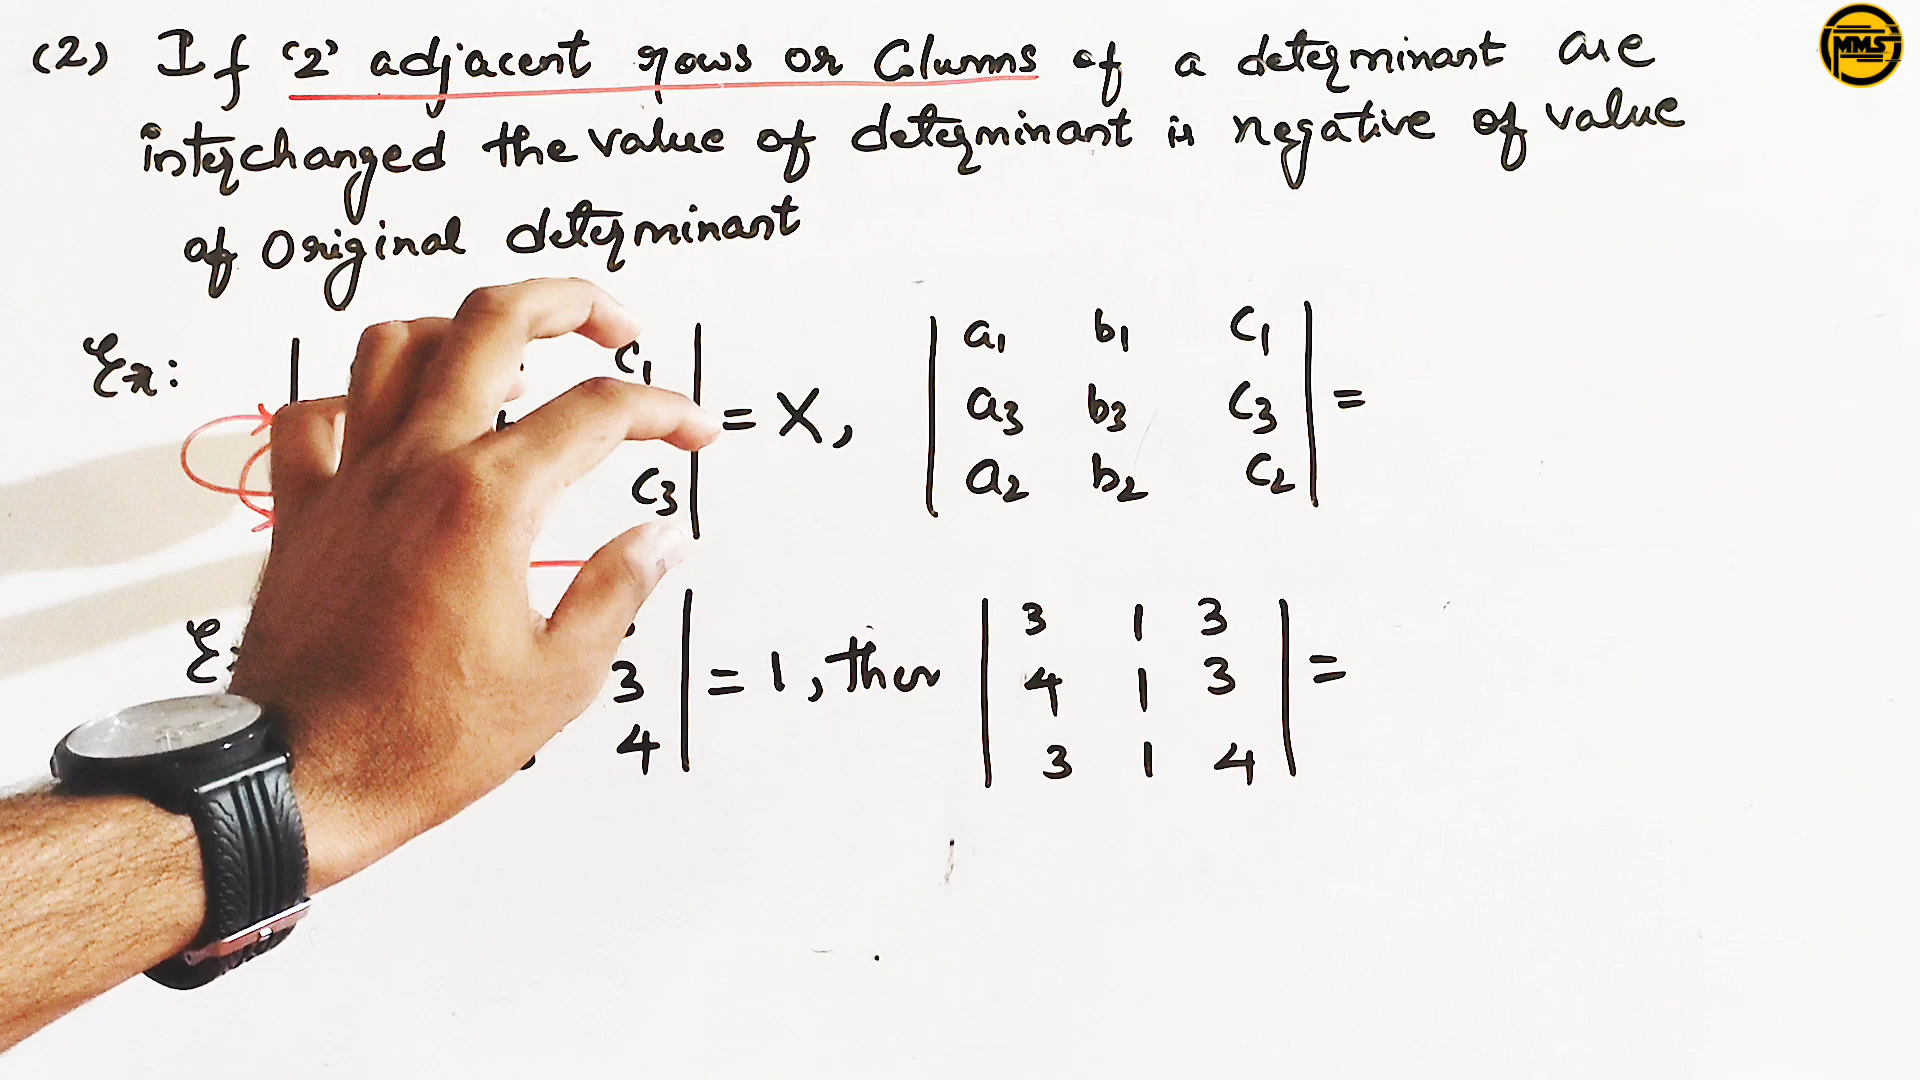 (2) If '2' adjacent rows or Columns of a determinant are
interchanged the value of determinant is negative of value
of Original determinant
Ex:
c₁
= X,
c₃
a₁ b₁ c₁
a₃ b₃ c₃ =
a₂ b₂ c₂
3 = 1, then
4
3 1 3
4 1 3 =
3 1 4
MMS